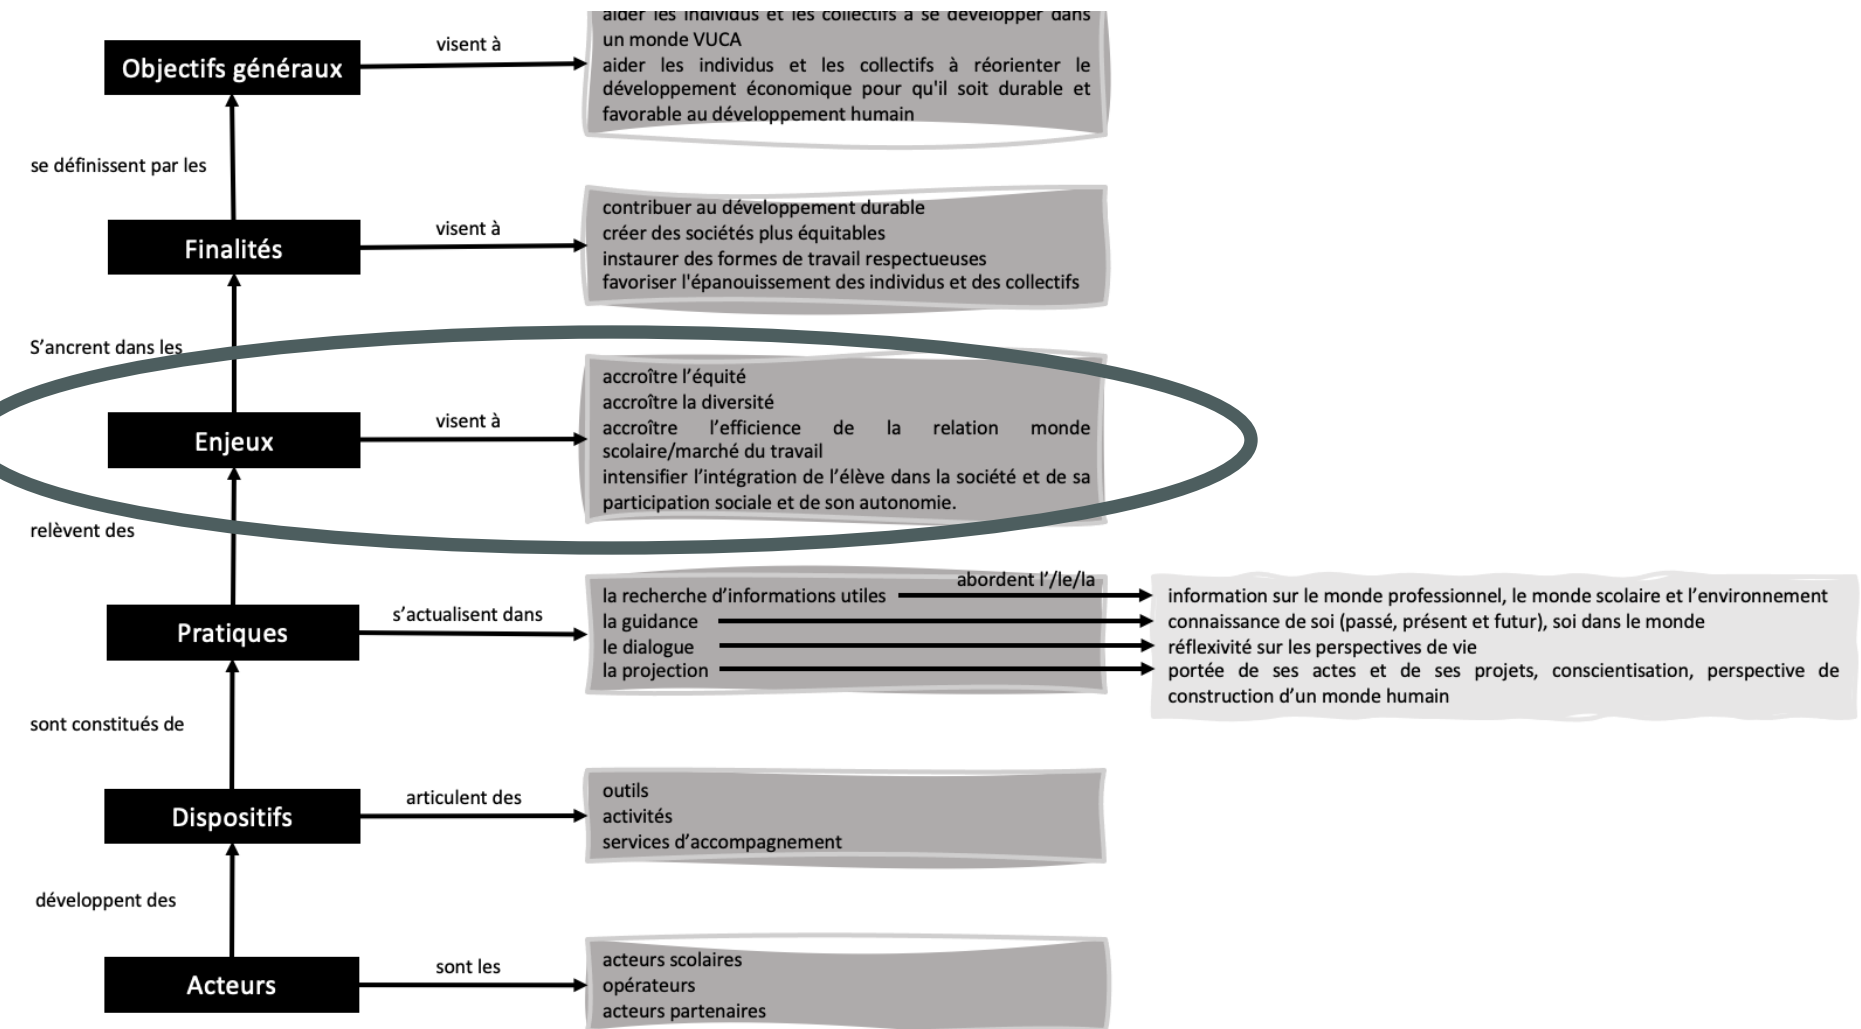 aider les individus et les collectifs à se développer dans
un monde VUCA
aider les individus et les collectifs à réorienter le
développement économique pour qu'il soit durable et
favorable au développement humain
visent à
Objectifs généraux
se définissent par les
contribuer au développement durable
créer des sociétés plus équitables
instaurer des formes de travail respectueuses
favoriser l'épanouissement des individus et des collectifs
visent à
Finalités
S’ancrent dans les
accroître l’équité
accroître la diversité
accroître l’efficience de la relation monde
scolaire/marché du travail
intensifier l’intégration de l’élève dans la société et de sa
participation sociale et de son autonomie.
visent à
Enjeux
relèvent des
abordent l’/le/la
la recherche d’informations utiles
la guidance
le dialogue
la projection
information sur le monde professionnel, le monde scolaire et l’environnement
connaissance de soi (passé, présent et futur), soi dans le monde
réflexivité sur les perspectives de vie
portée de ses actes et de ses projets, conscientisation, perspective de
construction d’un monde humain
s’actualisent dans
Pratiques
sont constitués de
outils
activités
services d’accompagnement
articulent des
Dispositifs
développent des
acteurs scolaires
opérateurs
acteurs partenaires
sont les
Acteurs